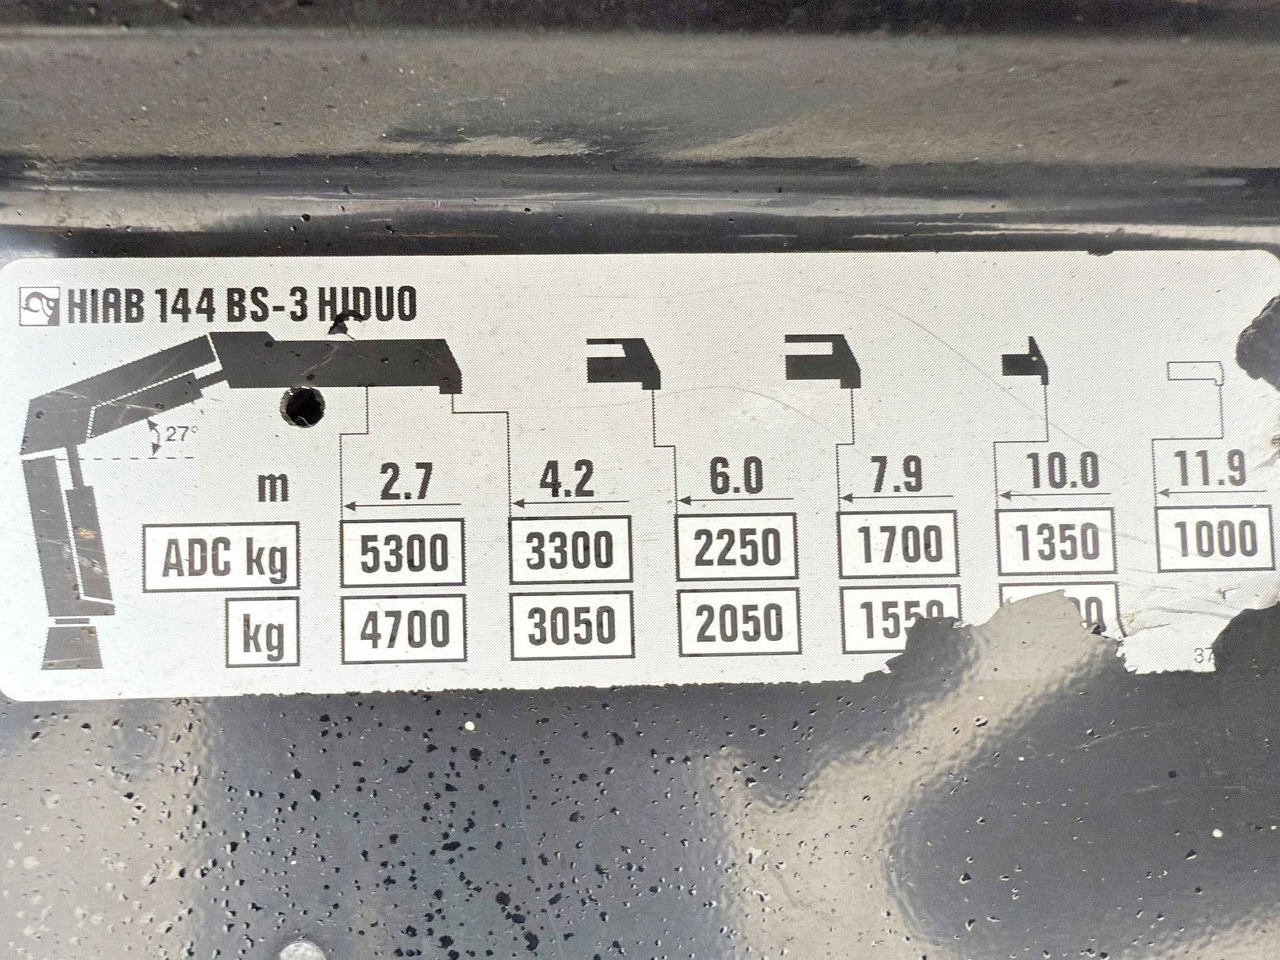 HIAB 144 BS-3 HIDUO
27°
m 2.7 4.2 6.0 7.9 10.0 11.9
ADC kg 5300 3300 2250 1700 1350 1000
kg 4700 3050 2050 1550